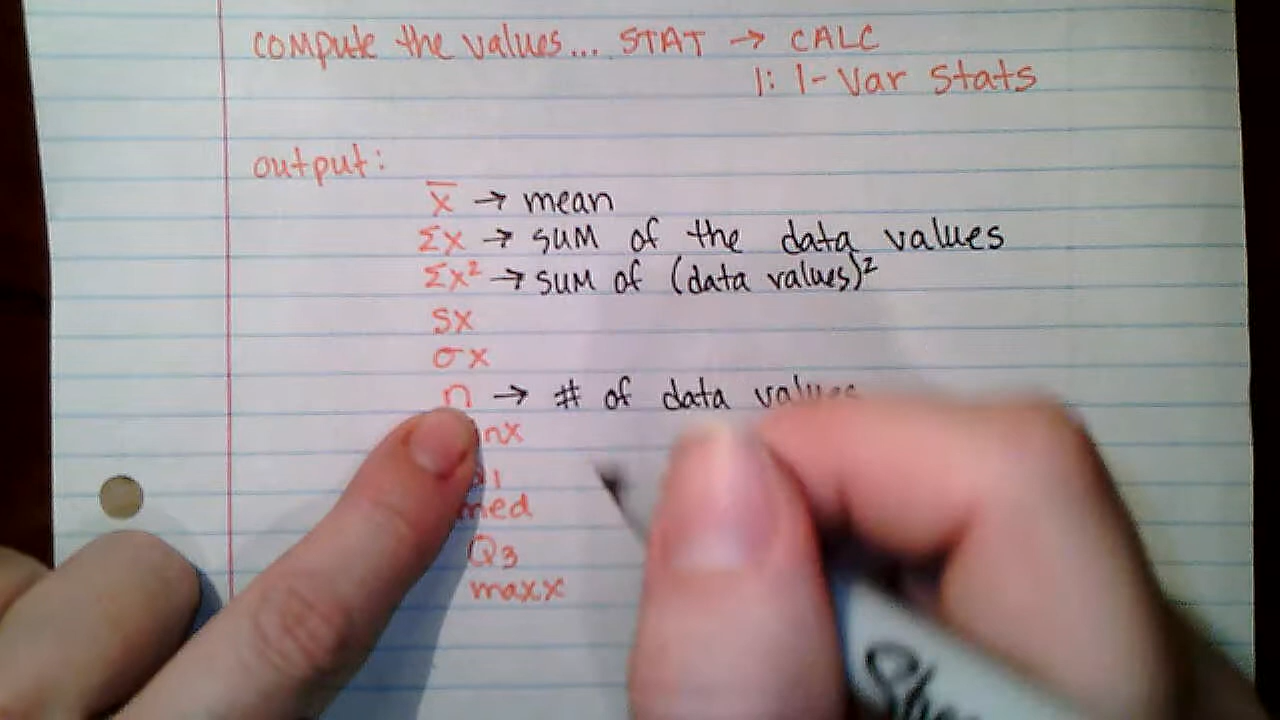 compute the values... STAT → CALC
1: 1-Var Stats
output:
x̄ → mean
Σx → sum of the data values
Σx² → sum of (data values)²
Sx
σx
n → # of data values
med
Q3
maxx